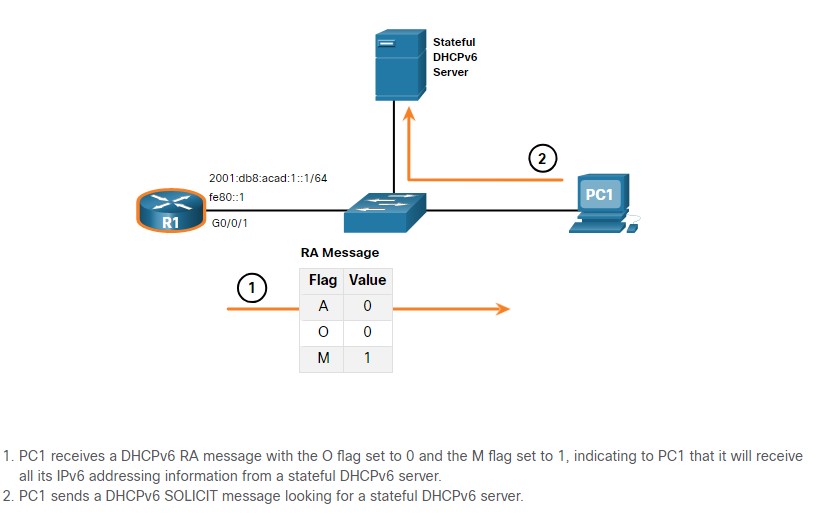 Stateful
DHCPv6
Server
2
2001:db8:acad:1::1/64
fe80::1
PC1
R1
G0/0/1
RA Message
1
Flag Value
A 0
O 0
M 1
1. PC1 receives a DHCPv6 RA message with the O flag set to 0 and the M flag set to 1, indicating to PC1 that it will receive
all its IPv6 addressing information from a stateful DHCPv6 server.
2. PC1 sends a DHCPv6 SOLICIT message looking for a stateful DHCPv6 server.